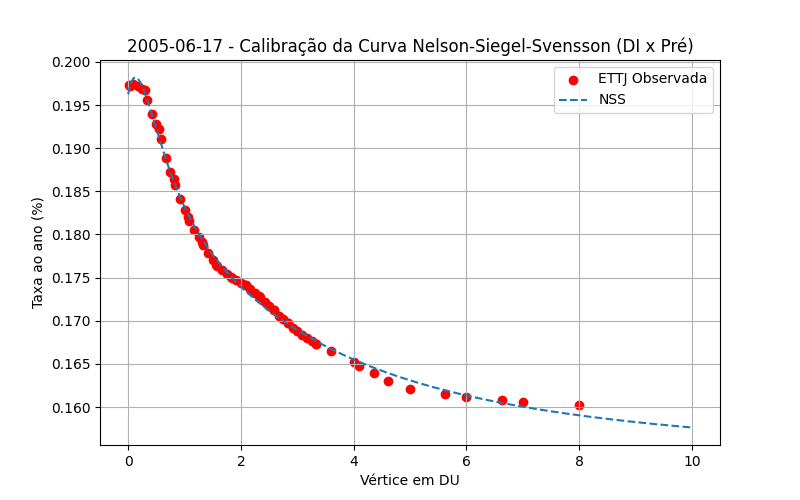 2005-06-17 - Calibração da Curva Nelson-Siegel-Svensson (DI x Pré)
Taxa ao ano (%)
0.200
0.195
0.190
0.185
0.180
0.175
0.170
0.165
0.160
ETTJ Observada
NSS
0 2 4 6 8 10
Vértice em DU